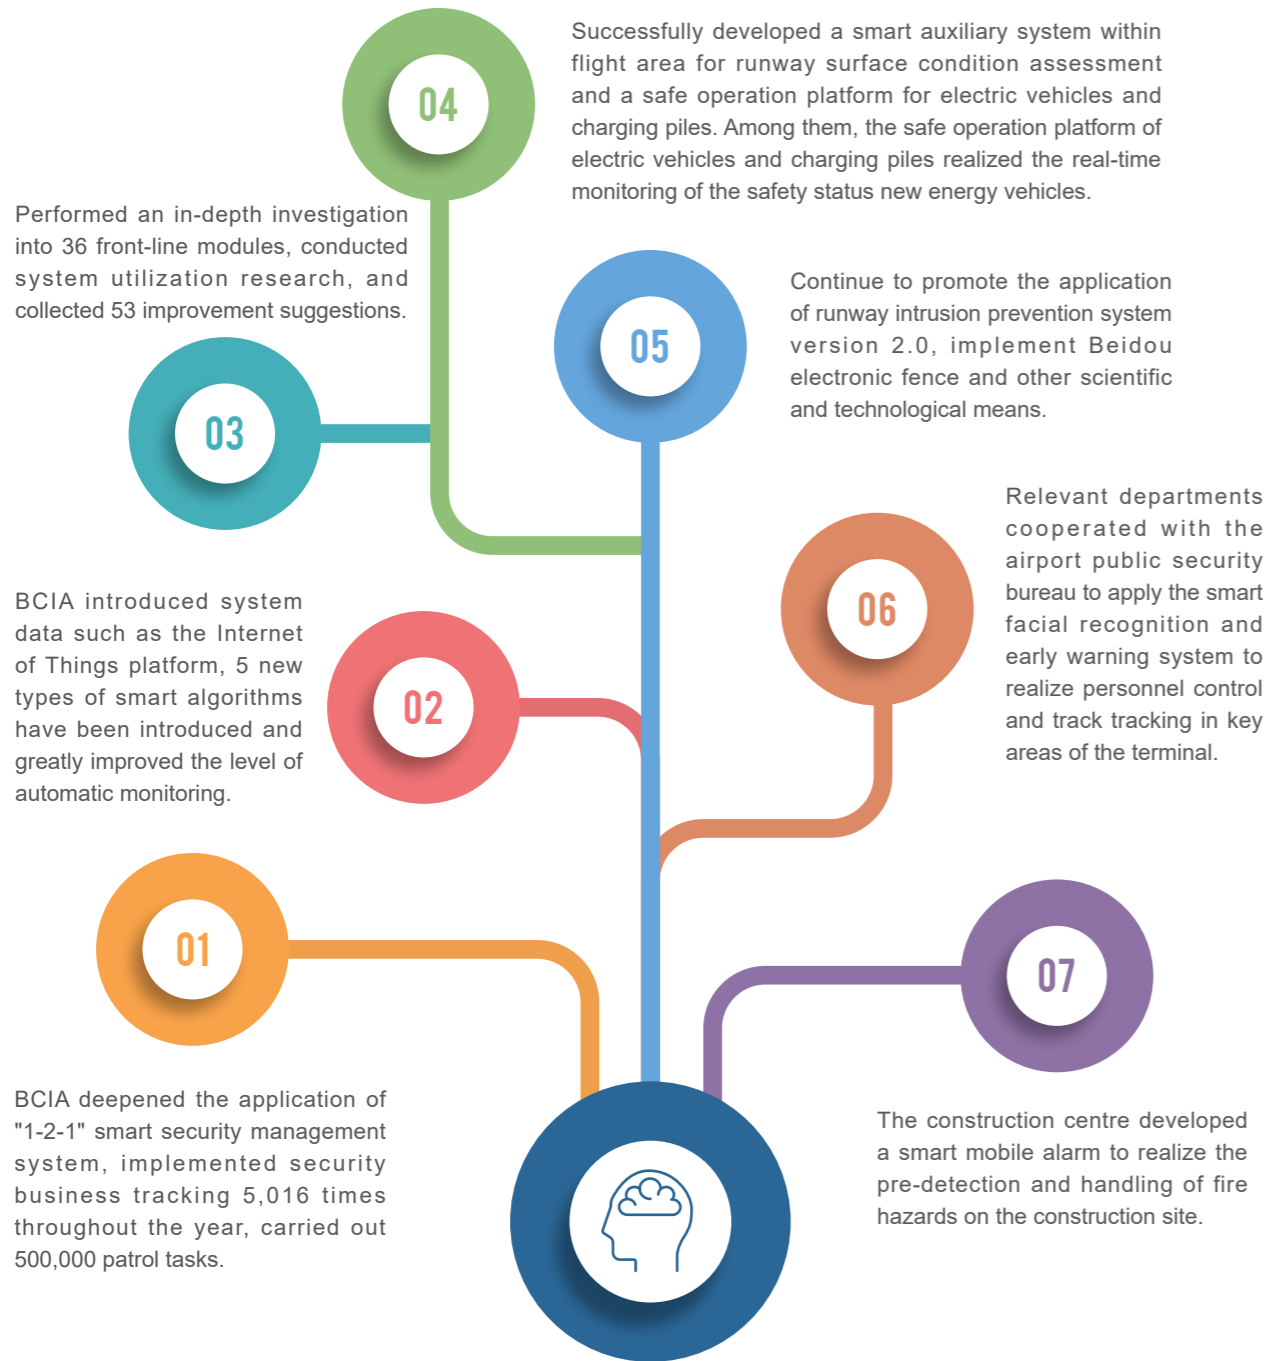 04
Successfully developed a smart auxiliary system within
flight area for runway surface condition assessment
and a safe operation platform for electric vehicles and
charging piles. Among them, the safe operation platform of
electric vehicles and charging piles realized the real-time
monitoring of the safety status new energy vehicles.
Performed an in-depth investigation
into 36 front-line modules, conducted
system utilization research, and
collected 53 improvement suggestions.
03
05
Continue to promote the application
of runway intrusion prevention system
version 2.0, implement Beidou
electronic fence and other scientific
and technological means.
BCIA introduced system
data such as the Internet
of Things platform, 5 new
types of smart algorithms
have been introduced and
greatly improved the level of
automatic monitoring.
02
06
Relevant departments
cooperated with the
airport public security
bureau to apply the smart
facial recognition and
early warning system to
realize personnel control
and track tracking in key
areas of the terminal.
01
BCIA deepened the application of
"1-2-1" smart security management
system, implemented security
business tracking 5,016 times
throughout the year, carried out
500,000 patrol tasks.
07
The construction centre developed
a smart mobile alarm to realize the
pre-detection and handling of fire
hazards on the construction site.